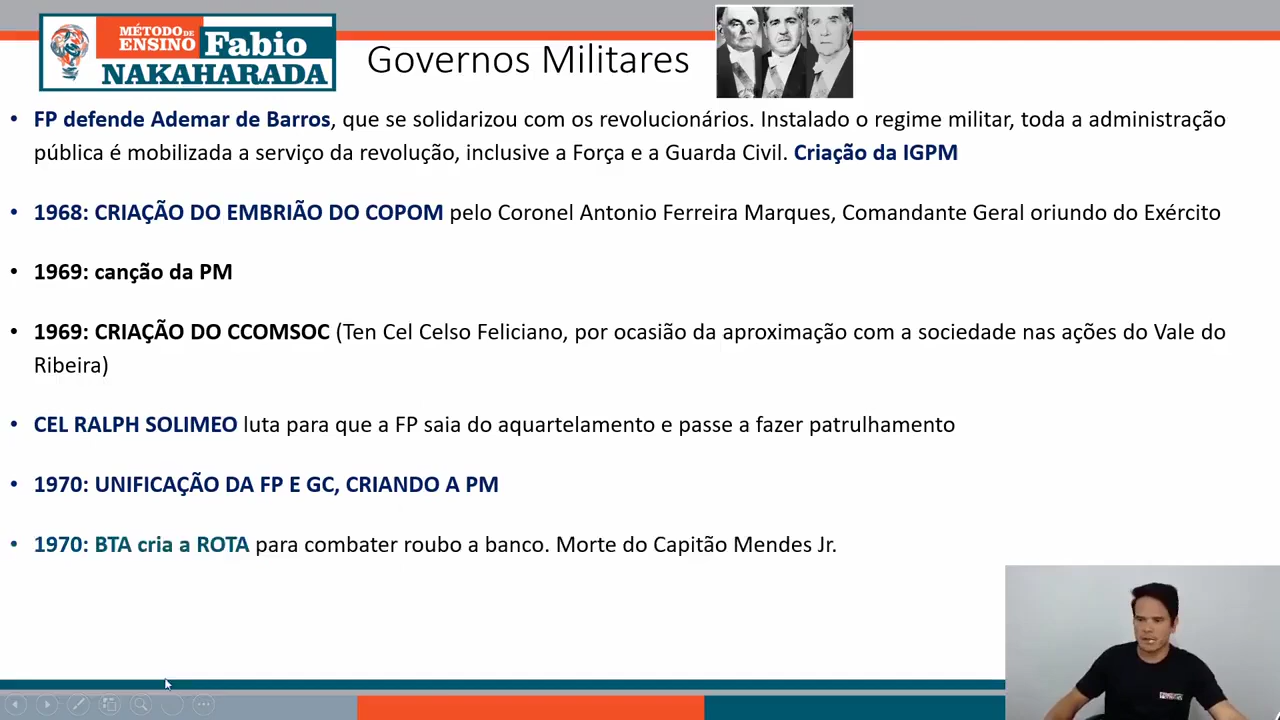 MÉTODO DE
ENSINO Fabio
NAKAHARADA
Governos Militares
• FP defende Ademar de Barros, que se solidarizou com os revolucionários. Instalado o regime militar, toda a administração
pública é mobilizada a serviço da revolução, inclusive a Força e a Guarda Civil. Criação da IGPM
• 1968: CRIAÇÃO DO EMBRIÃO DO COPOM pelo Coronel Antonio Ferreira Marques, Comandante Geral oriundo do Exército
• 1969: canção da PM
• 1969: CRIAÇÃO DO CCOMSOC (Ten Cel Celso Feliciano, por ocasião da aproximação com a sociedade nas ações do Vale do
Ribeira)
• CEL RALPH SOLIMEO luta para que a FP saia do aquartelamento e passe a fazer patrulhamento
• 1970: UNIFICAÇÃO DA FP E GC, CRIANDO A PM
• 1970: BTA cria a ROTA para combater roubo a banco. Morte do Capitão Mendes Jr.